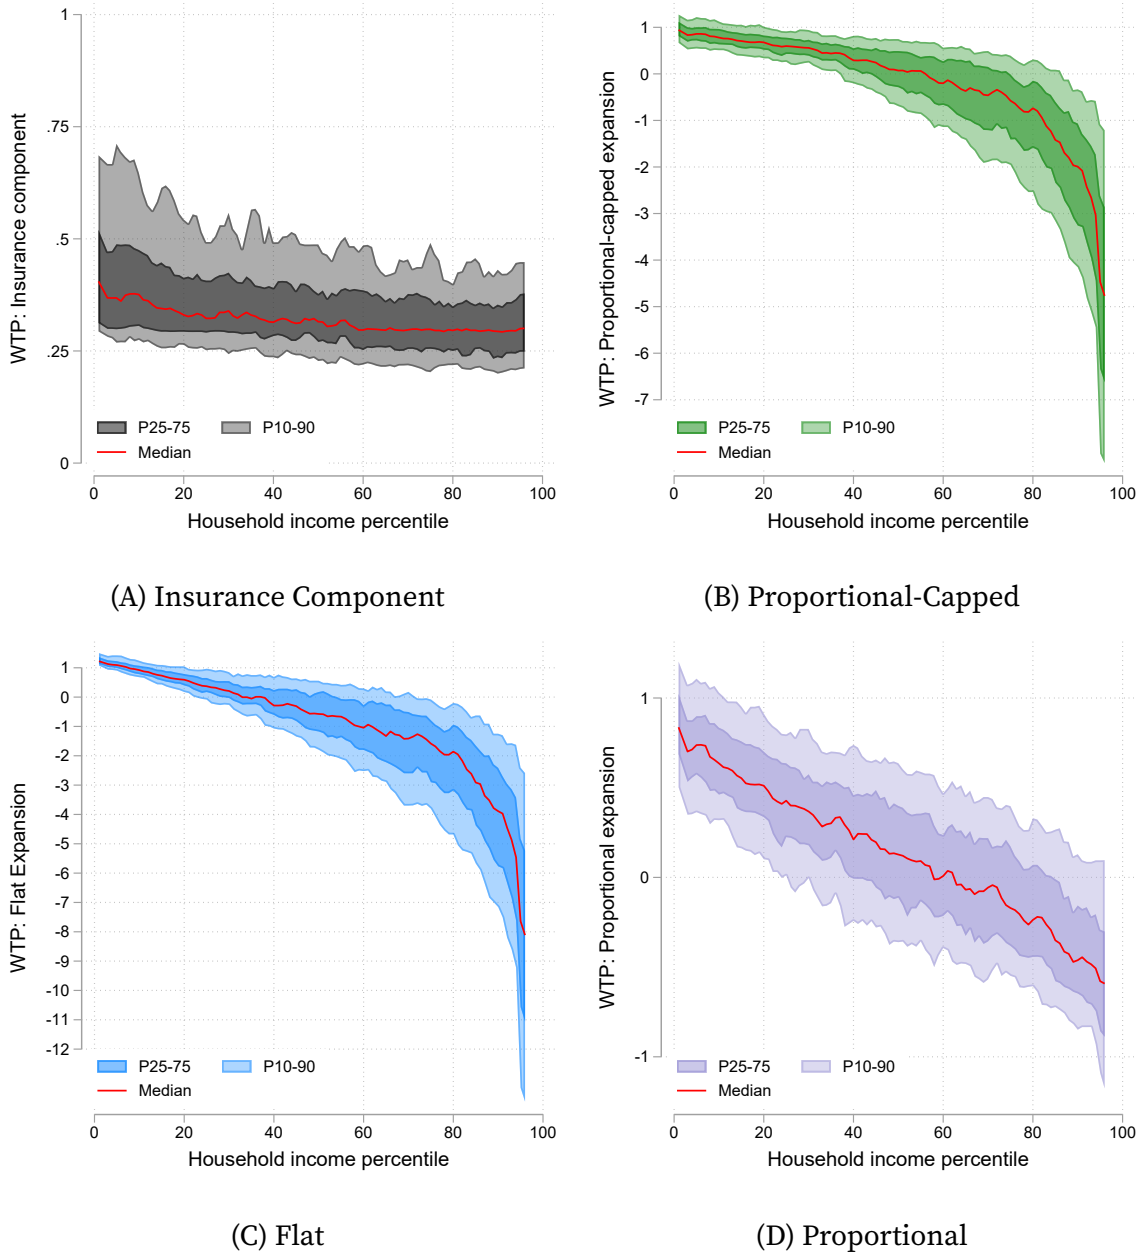 WTP: Insurance component
1
.75
.5
.25
0
P25-75
P10-90
Median
0 20 40 60 80 100
Household income percentile
(A) Insurance Component
WTP: Proportional-capped expansion
1
0
-1
-2
-3
-4
-5
-6
-7
P25-75
P10-90
Median
0 20 40 60 80 100
Household income percentile
(B) Proportional-Capped
WTP: Flat Expansion
1
0
-1
-2
-3
-4
-5
-6
-7
-8
-9
-10
-11
-12
P25-75
P10-90
Median
0 20 40 60 80 100
Household income percentile
(C) Flat
WTP: Proportional expansion
1
0
-1
P25-75
P10-90
Median
0 20 40 60 80 100
Household income percentile
(D) Proportional